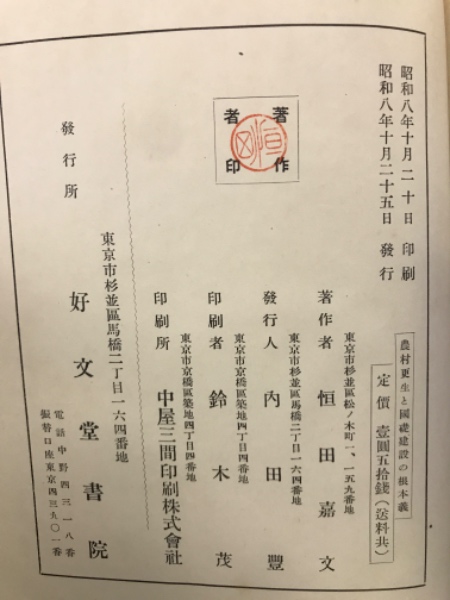 昭和八年十月二十日 印刷
昭和八年十月二十五日 發行
農村更生と國礎建設の根本義
定價 壹圓五拾錢(送料共)
著作者印
東京市杉並區松ノ木町一、一五九番地
著作者 恒田嘉文
東京市杉並區馬橋二丁目一六四番地
發行人 內田豐
東京市京橋區築地四丁目四番地
印刷者 鈴木茂
東京市京橋區築地四丁目四番地
印刷所 中屋三間印刷株式會社
東京市杉並區馬橋二丁目一六四番地
發行所 好文堂書院
電話中野四三一八番
振替口座東京四三九〇一番